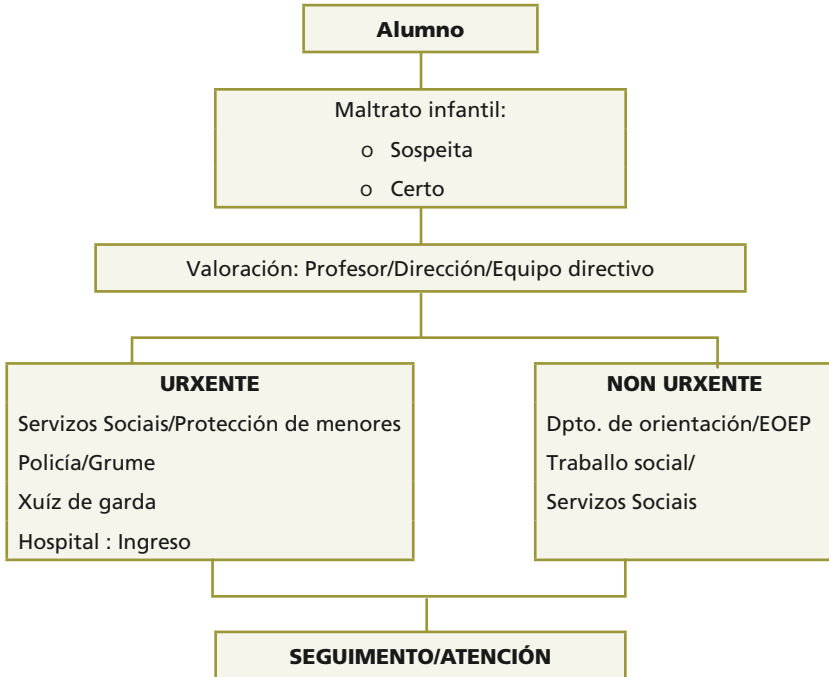 Alumno
Maltrato infantil:
o Sospeita
o Certo
Valoración: Profesor/Dirección/Equipo directivo
URXENTE
Servizos Sociais/Protección de menores
Policía/Grume
Xuíz de garda
Hospital : Ingreso
NON URXENTE
Dpto. de orientación/EOEP
Traballo social/
Servizos Sociais
SEGUIMENTO/ATENCIÓN